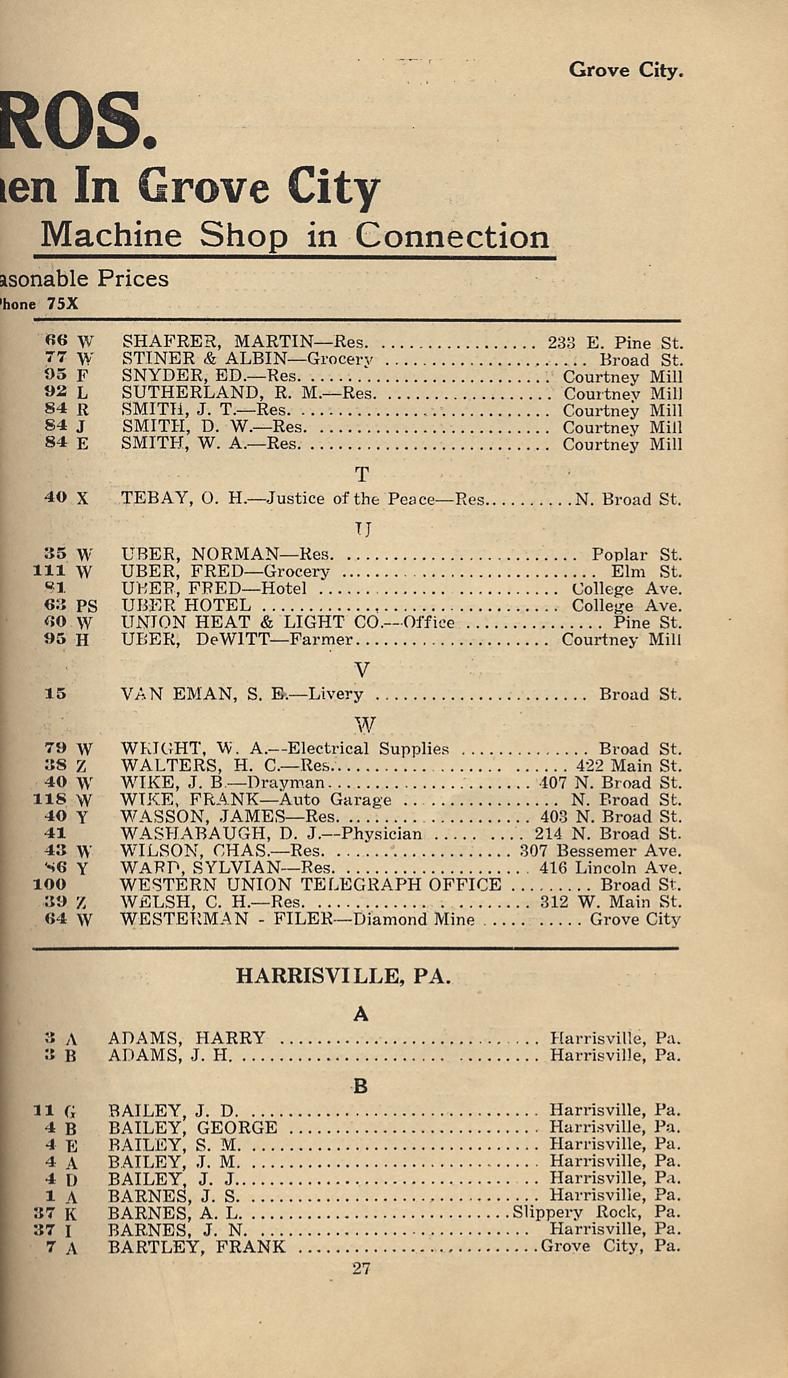 Grove City.
ROS.
en In Grove City
Machine Shop in Connection
asonable Prices
hone 75X
66 W SHAFRER, MARTIN—Res. ................ 233 E. Pine St.
77 W STINER & ALBIN—Grocery .................... Broad St.
95 F SNYDER, ED.—Res. ........................ Courtney Mill
92 L SUTHERLAND, R. M.—Res. ................. Courtney Mill
84 R SMITH, J. T.—Res. ......................... Courtney Mill
84 J SMITH, D. W.—Res. ........................ Courtney Mill
84 E SMITH, W. A.—Res. ........................ Courtney Mill
T
40 X TEBAY, O. H.—Justice of the Peace—Res..........N. Broad St.
U
35 W UBER, NORMAN—Res. ........................ Poplar St.
111 W UBER, FRED—Grocery .......................... Elm St.
81 UBER, FRED—Hotel ........................ College Ave.
63 PS UBER HOTEL .............................. College Ave.
60 W UNION HEAT & LIGHT CO.—Office .............. Pine St.
95 H UBER, DeWITT—Farmer.................... Courtney Mill
V
15 VAN EMAN, S. E.—Livery ...................... Broad St.
W
79 W WRIGHT, W. A.—Electrical Supplies ............. Broad St.
38 Z WALTERS, H. C.—Res......................... 422 Main St.
40 W WIKE, J. B.—Drayman..................... 407 N. Broad St.
118 W WIKE, FRANK—Auto Garage ................ N. Broad St.
40 Y WASSON, JAMES—Res. .................... 403 N. Broad St.
41 WASHABAUGH, D. J.—Physician ......... 214 N. Broad St.
43 W WILSON, CHAS.—Res. .................. 307 Bessemer Ave.
86 Y WARD, SYLVIAN—Res. .................... 416 Lincoln Ave.
100 WESTERN UNION TELEGRAPH OFFICE ......... Broad St.
39 Z WELSH, C. H.—Res. ....................... 312 W. Main St.
64 W WESTERMAN - FILER—Diamond Mine .......... Grove City
HARRISVILLE, PA.
A
3 A ADAMS, HARRY .......................... Harrisville, Pa.
3 B ADAMS, J. H. .............................. Harrisville, Pa.
B
11 G BAILEY, J. D. ............................. Harrisville, Pa.
4 B BAILEY, GEORGE ......................... Harrisville, Pa.
4 E BAILEY, S. M. ............................. Harrisville, Pa.
4 A BAILEY, J. M. ............................. Harrisville, Pa.
4 D BAILEY, J. J............................... Harrisville, Pa.
1 A BARNES, J. S. ............................. Harrisville, Pa.
37 K BARNES, A. L. ..........................Slippery Rock, Pa.
37 I BARNES, J. N. ............................ Harrisville, Pa.
7 A BARTLEY, FRANK ........................Grove City, Pa.
27